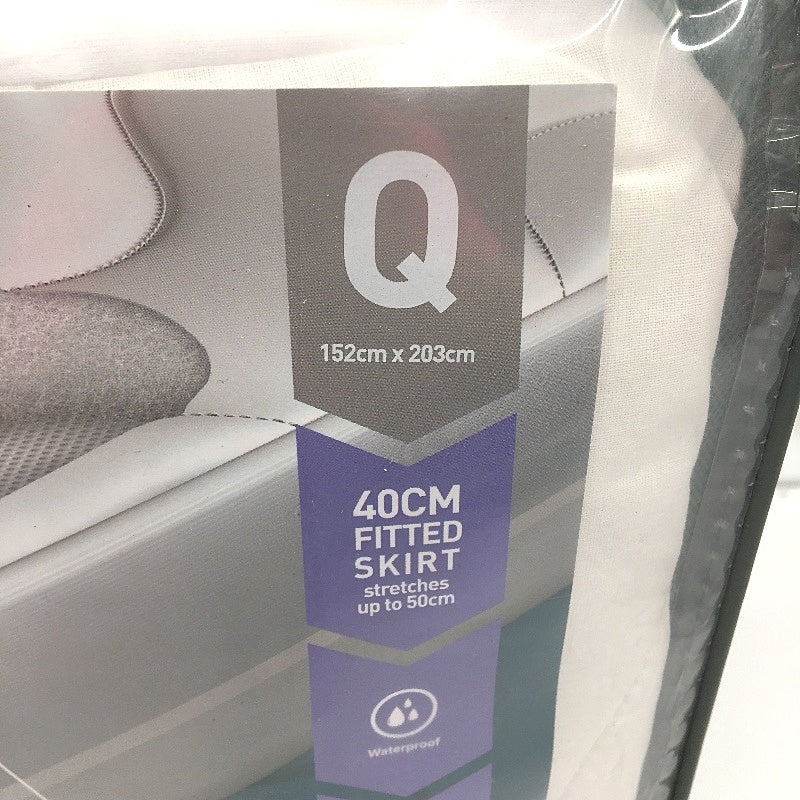 Q
152cm x 203cm
40CM
FITTED
SKIRT
stretches
up to 50cm
Waterproof